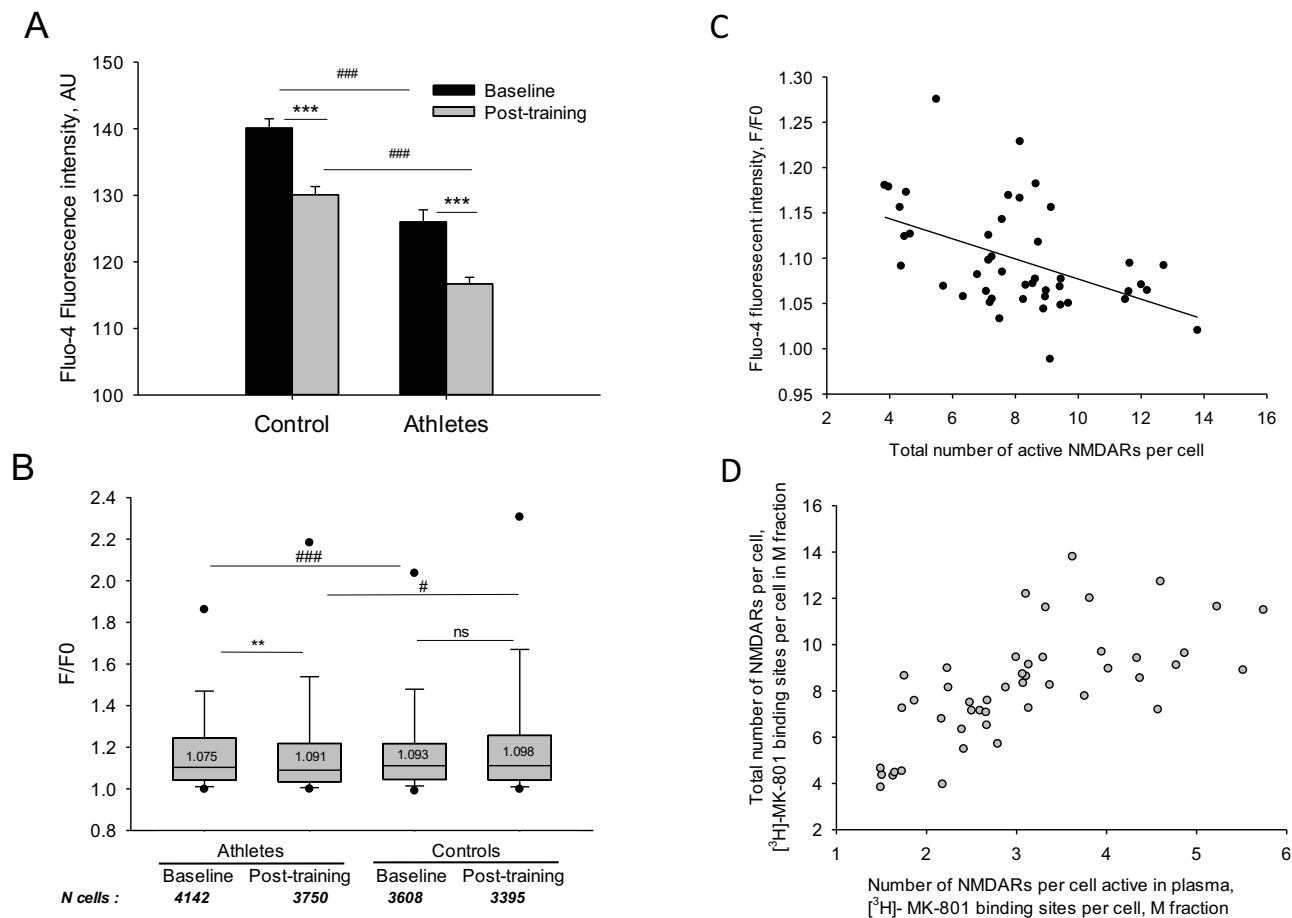 A
Fluo-4 Fluorescence intensity, AU
150
140
130
120
110
100
###
***
###
***
Baseline
Post-training
Control
Athletes
B
F/F0
2.4
2.2
2.0
1.8
1.6
1.4
1.2
1.0
0.8
###
#
**
ns
1.075
1.091
1.093
1.098
Athletes
Controls
Baseline
Post-training
Baseline
Post-training
N cells : 4142 3750 3608 3395
C
Fluo-4 fluoresecent intensity, F/F0
1.30
1.25
1.20
1.15
1.10
1.05
1.00
0.95
2 4 6 8 10 12 14 16
Total number of active NMDARs per cell
D
Total number of NMDARs per cell,
[³H]-MK-801 binding sites per cell in M fraction
16
14
12
10
8
6
4
2
1 2 3 4 5 6
Number of NMDARs per cell active in plasma,
[³H]- MK-801 binding sites per cell, M fraction